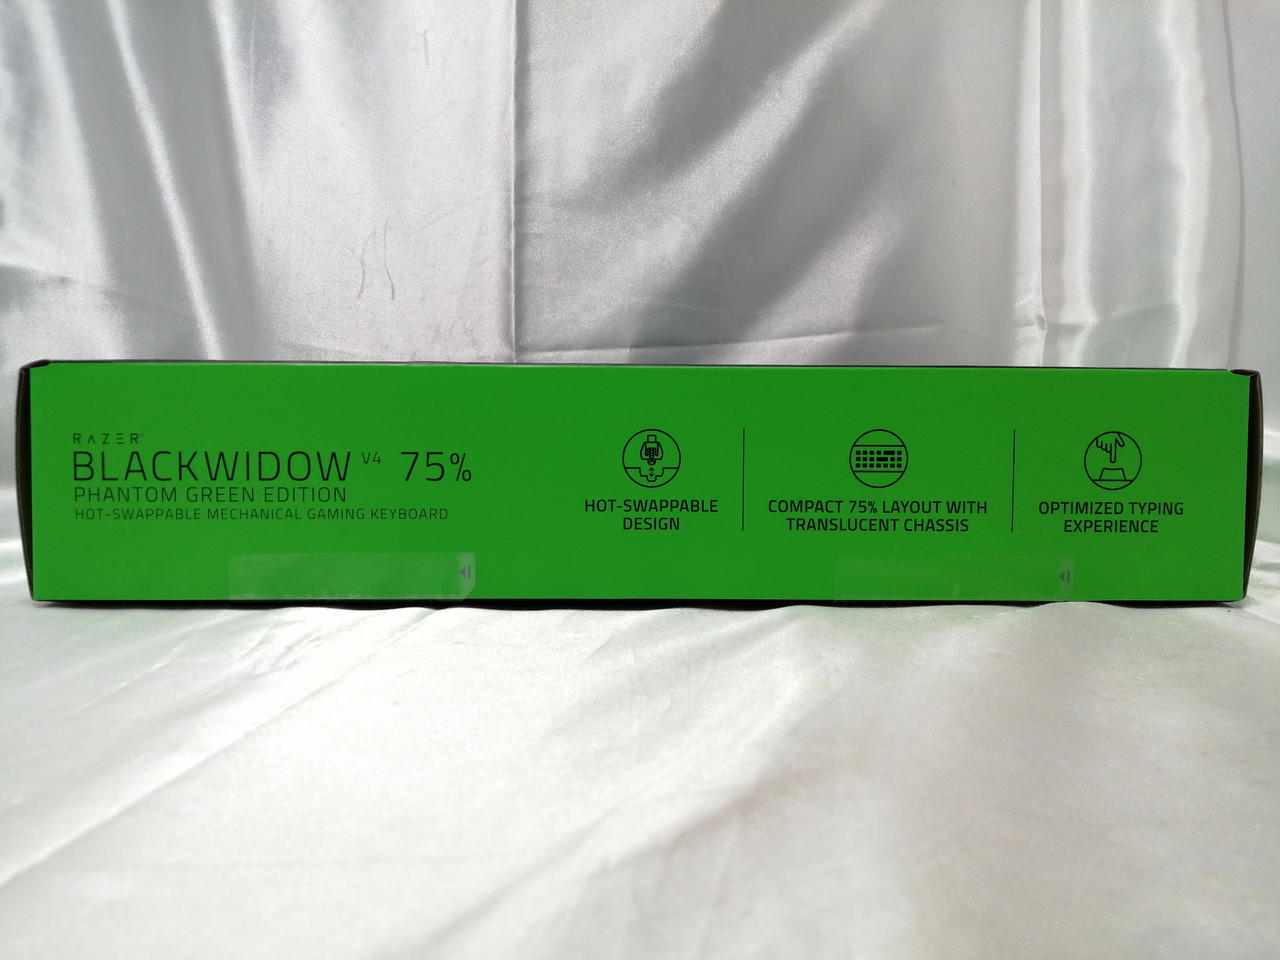 RAZER™
BLACKWIDOW V4 75%
PHANTOM GREEN EDITION
HOT-SWAPPABLE MECHANICAL GAMING KEYBOARD
HOT-SWAPPABLE
DESIGN
COMPACT 75% LAYOUT WITH
TRANSLUCENT CHASSIS
OPTIMIZED TYPING
EXPERIENCE